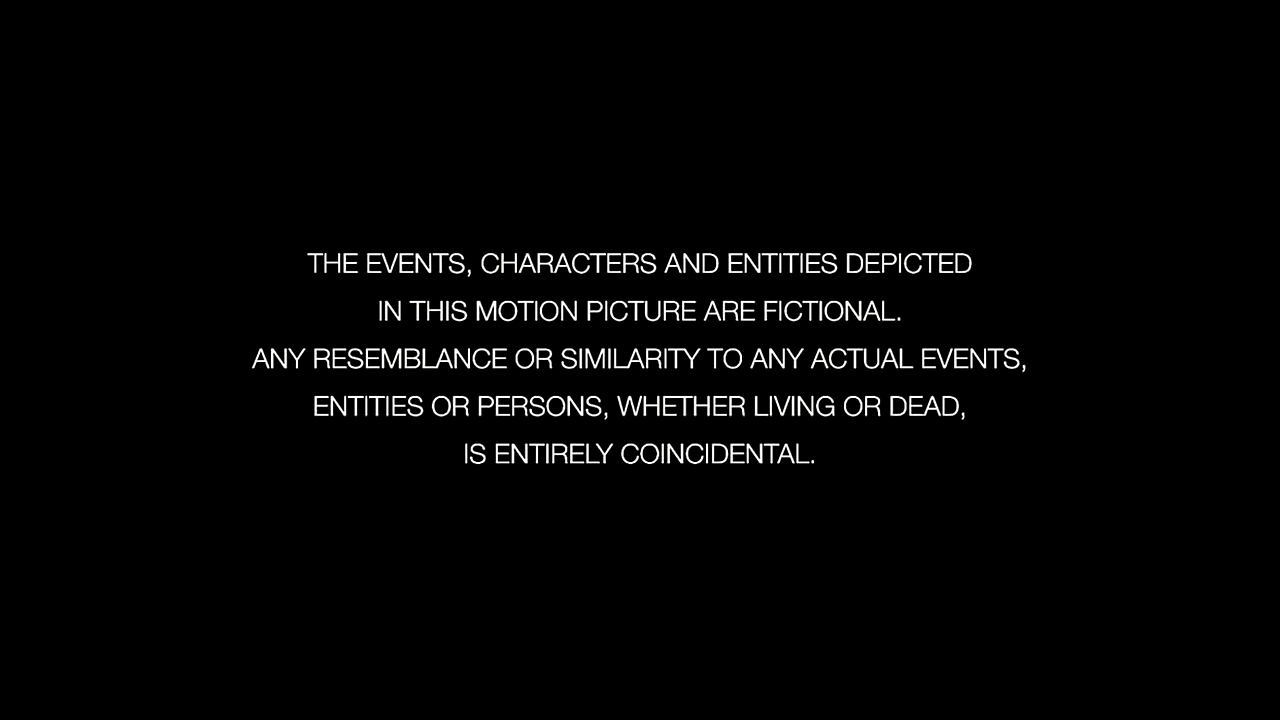 THE EVENTS, CHARACTERS AND ENTITIES DEPICTED
IN THIS MOTION PICTURE ARE FICTIONAL.
ANY RESEMBLANCE OR SIMILARITY TO ANY ACTUAL EVENTS,
ENTITIES OR PERSONS, WHETHER LIVING OR DEAD,
IS ENTIRELY COINCIDENTAL.